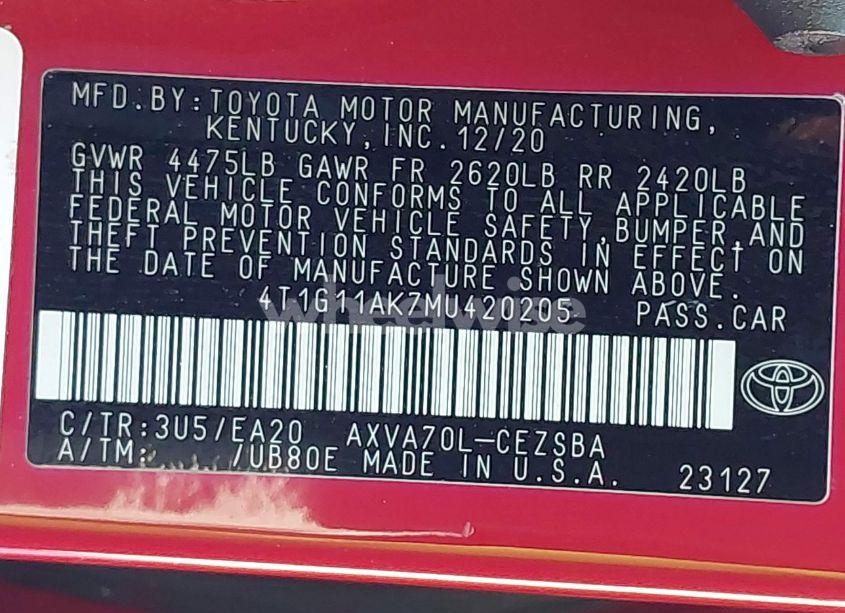 MFD.BY:TOYOTA MOTOR MANUFACTURING,
KENTUCKY,INC.12/20
GVWR 4475LB GAWR FR 2620LB RR 2420LB
THIS VEHICLE CONFORMS TO ALL APPLICABLE
FEDERAL MOTOR VEHICLE SAFETY,BUMPER,AND
THEFT PREVENTION STANDARDS IN EFFECT ON
THE DATE OF MANUFACTURE SHOWN ABOVE.
4T1G11AK7MU420205 PASS.CAR
wheelwise
C/TR:3U5/EA20 AXVA70L-CEZSBA
A/TM: /UB80E MADE IN U.S.A. 23127